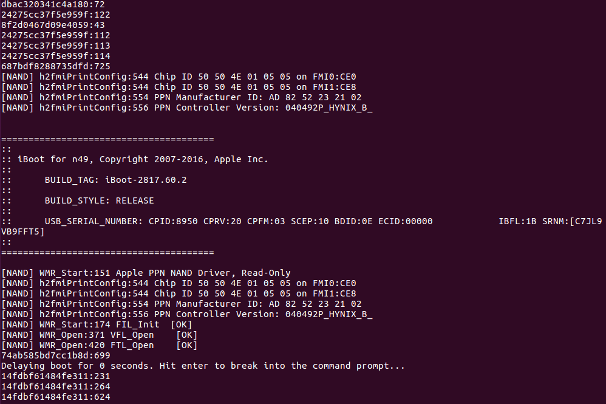 dbac320341c4a180:72
24275cc37f5e959f:122
8f2d0467d09e4059:43
24275cc37f5e959f:112
24275cc37f5e959f:113
24275cc37f5e959f:114
687bdf8288735dfd:725
[NAND] h2fmiPrintConfig:544 Chip ID 50 50 4E 01 05 05 on FMI0:CE0
[NAND] h2fmiPrintConfig:544 Chip ID 50 50 4E 01 05 05 on FMI1:CE8
[NAND] h2fmiPrintConfig:554 PPN Manufacturer ID: AD 82 52 23 21 02
[NAND] h2fmiPrintConfig:556 PPN Controller Version: 040492P_HYNIX_B_
=======================================
::
:: iBoot for n49, Copyright 2007-2016, Apple Inc.
::
::      BUILD_TAG: iBoot-2817.60.2
::
::      BUILD_STYLE: RELEASE
::
::      USB_SERIAL_NUMBER: CPID:8950 CPRV:20 CPFM:03 SCEP:10 BDID:0E ECID:00000            IBFL:1B SRNM:[C7JL9
VB9FFT5]
::
=======================================
[NAND] WMR_Start:151 Apple PPN NAND Driver, Read-Only
[NAND] h2fmiPrintConfig:544 Chip ID 50 50 4E 01 05 05 on FMI0:CE0
[NAND] h2fmiPrintConfig:544 Chip ID 50 50 4E 01 05 05 on FMI1:CE8
[NAND] h2fmiPrintConfig:554 PPN Manufacturer ID: AD 82 52 23 21 02
[NAND] h2fmiPrintConfig:556 PPN Controller Version: 040492P_HYNIX_B_
[NAND] WMR_Start:174 FIL_Init  [OK]
[NAND] WMR_Open:371 VFL_Open    [OK]
[NAND] WMR_Open:420 FTL_Open    [OK]
74ab585bd7cc1b8d:699
Delaying boot for 0 seconds. Hit enter to break into the command prompt...
14fdbf61484fe311:231
14fdbf61484fe311:264
14fdbf61484fe311:624